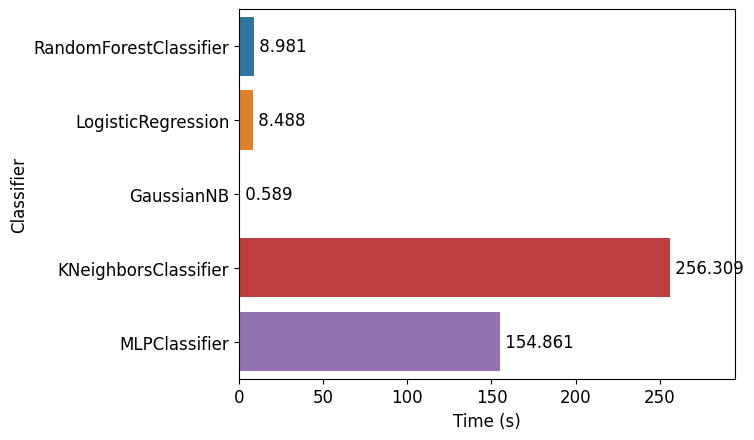 Classifier
RandomForestClassifier 8.981
LogisticRegression 8.488
GaussianNB 0.589
KNeighborsClassifier 256.309
MLPClassifier 154.861
0 50 100 150 200 250
Time (s)